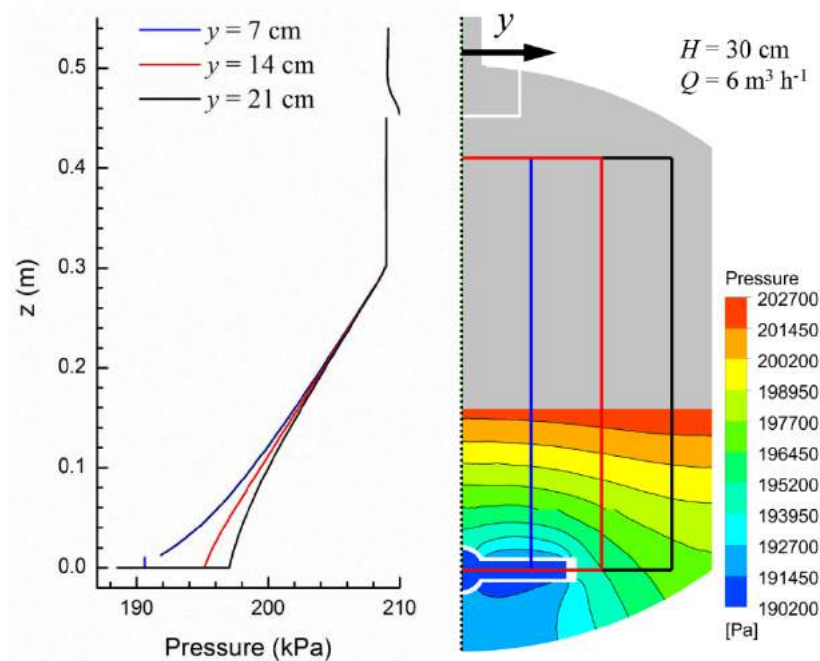 y = 7 cm
y = 14 cm
y = 21 cm
0.5
0.4
0.3
0.2
0.1
0.0
z (m)
190
200
210
Pressure (kPa)
y
H = 30 cm
Q = 6 m³ h⁻¹
Pressure
202700
201450
200200
198950
197700
196450
195200
193950
192700
191450
190200
[Pa]